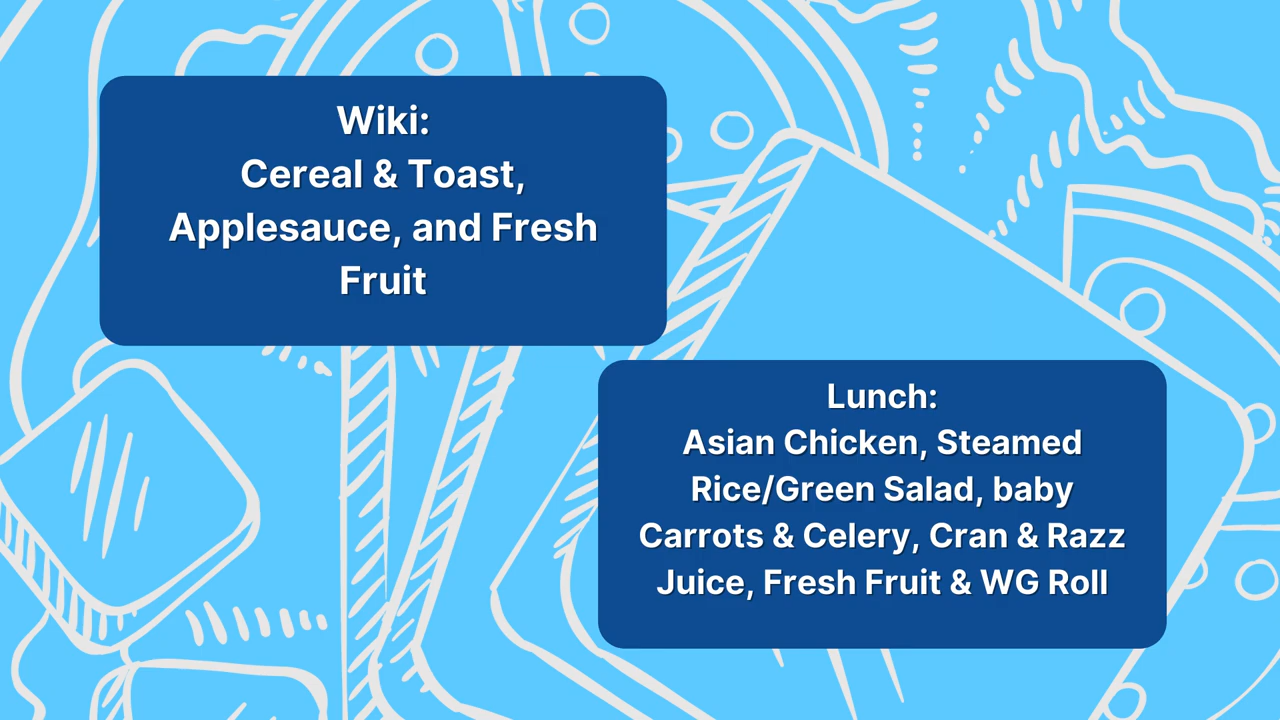 Wiki:
Cereal & Toast,
Applesauce, and Fresh
Fruit
Lunch:
Asian Chicken, Steamed
Rice/Green Salad, baby
Carrots & Celery, Cran & Razz
Juice, Fresh Fruit & WG Roll